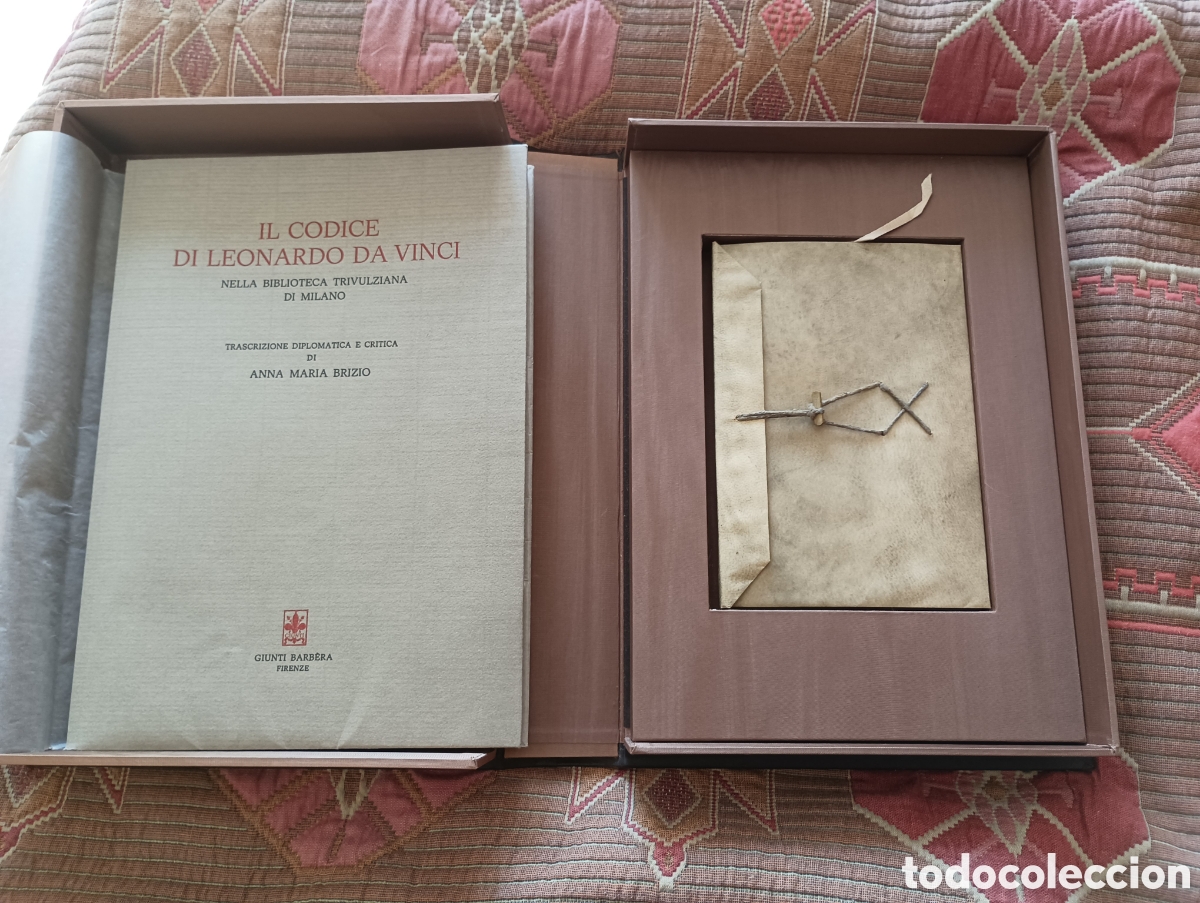 IL CODICE
DI LEONARDO DA VINCI
NELLA BIBLIOTECA TRIVULZIANA
DI MILANO
TRASCRIZIONE DIPLOMATICA E CRITICA
DI
ANNA MARIA BRIZIO
GIUNTI BARBÈRA
FIRENZE
todocoleccion